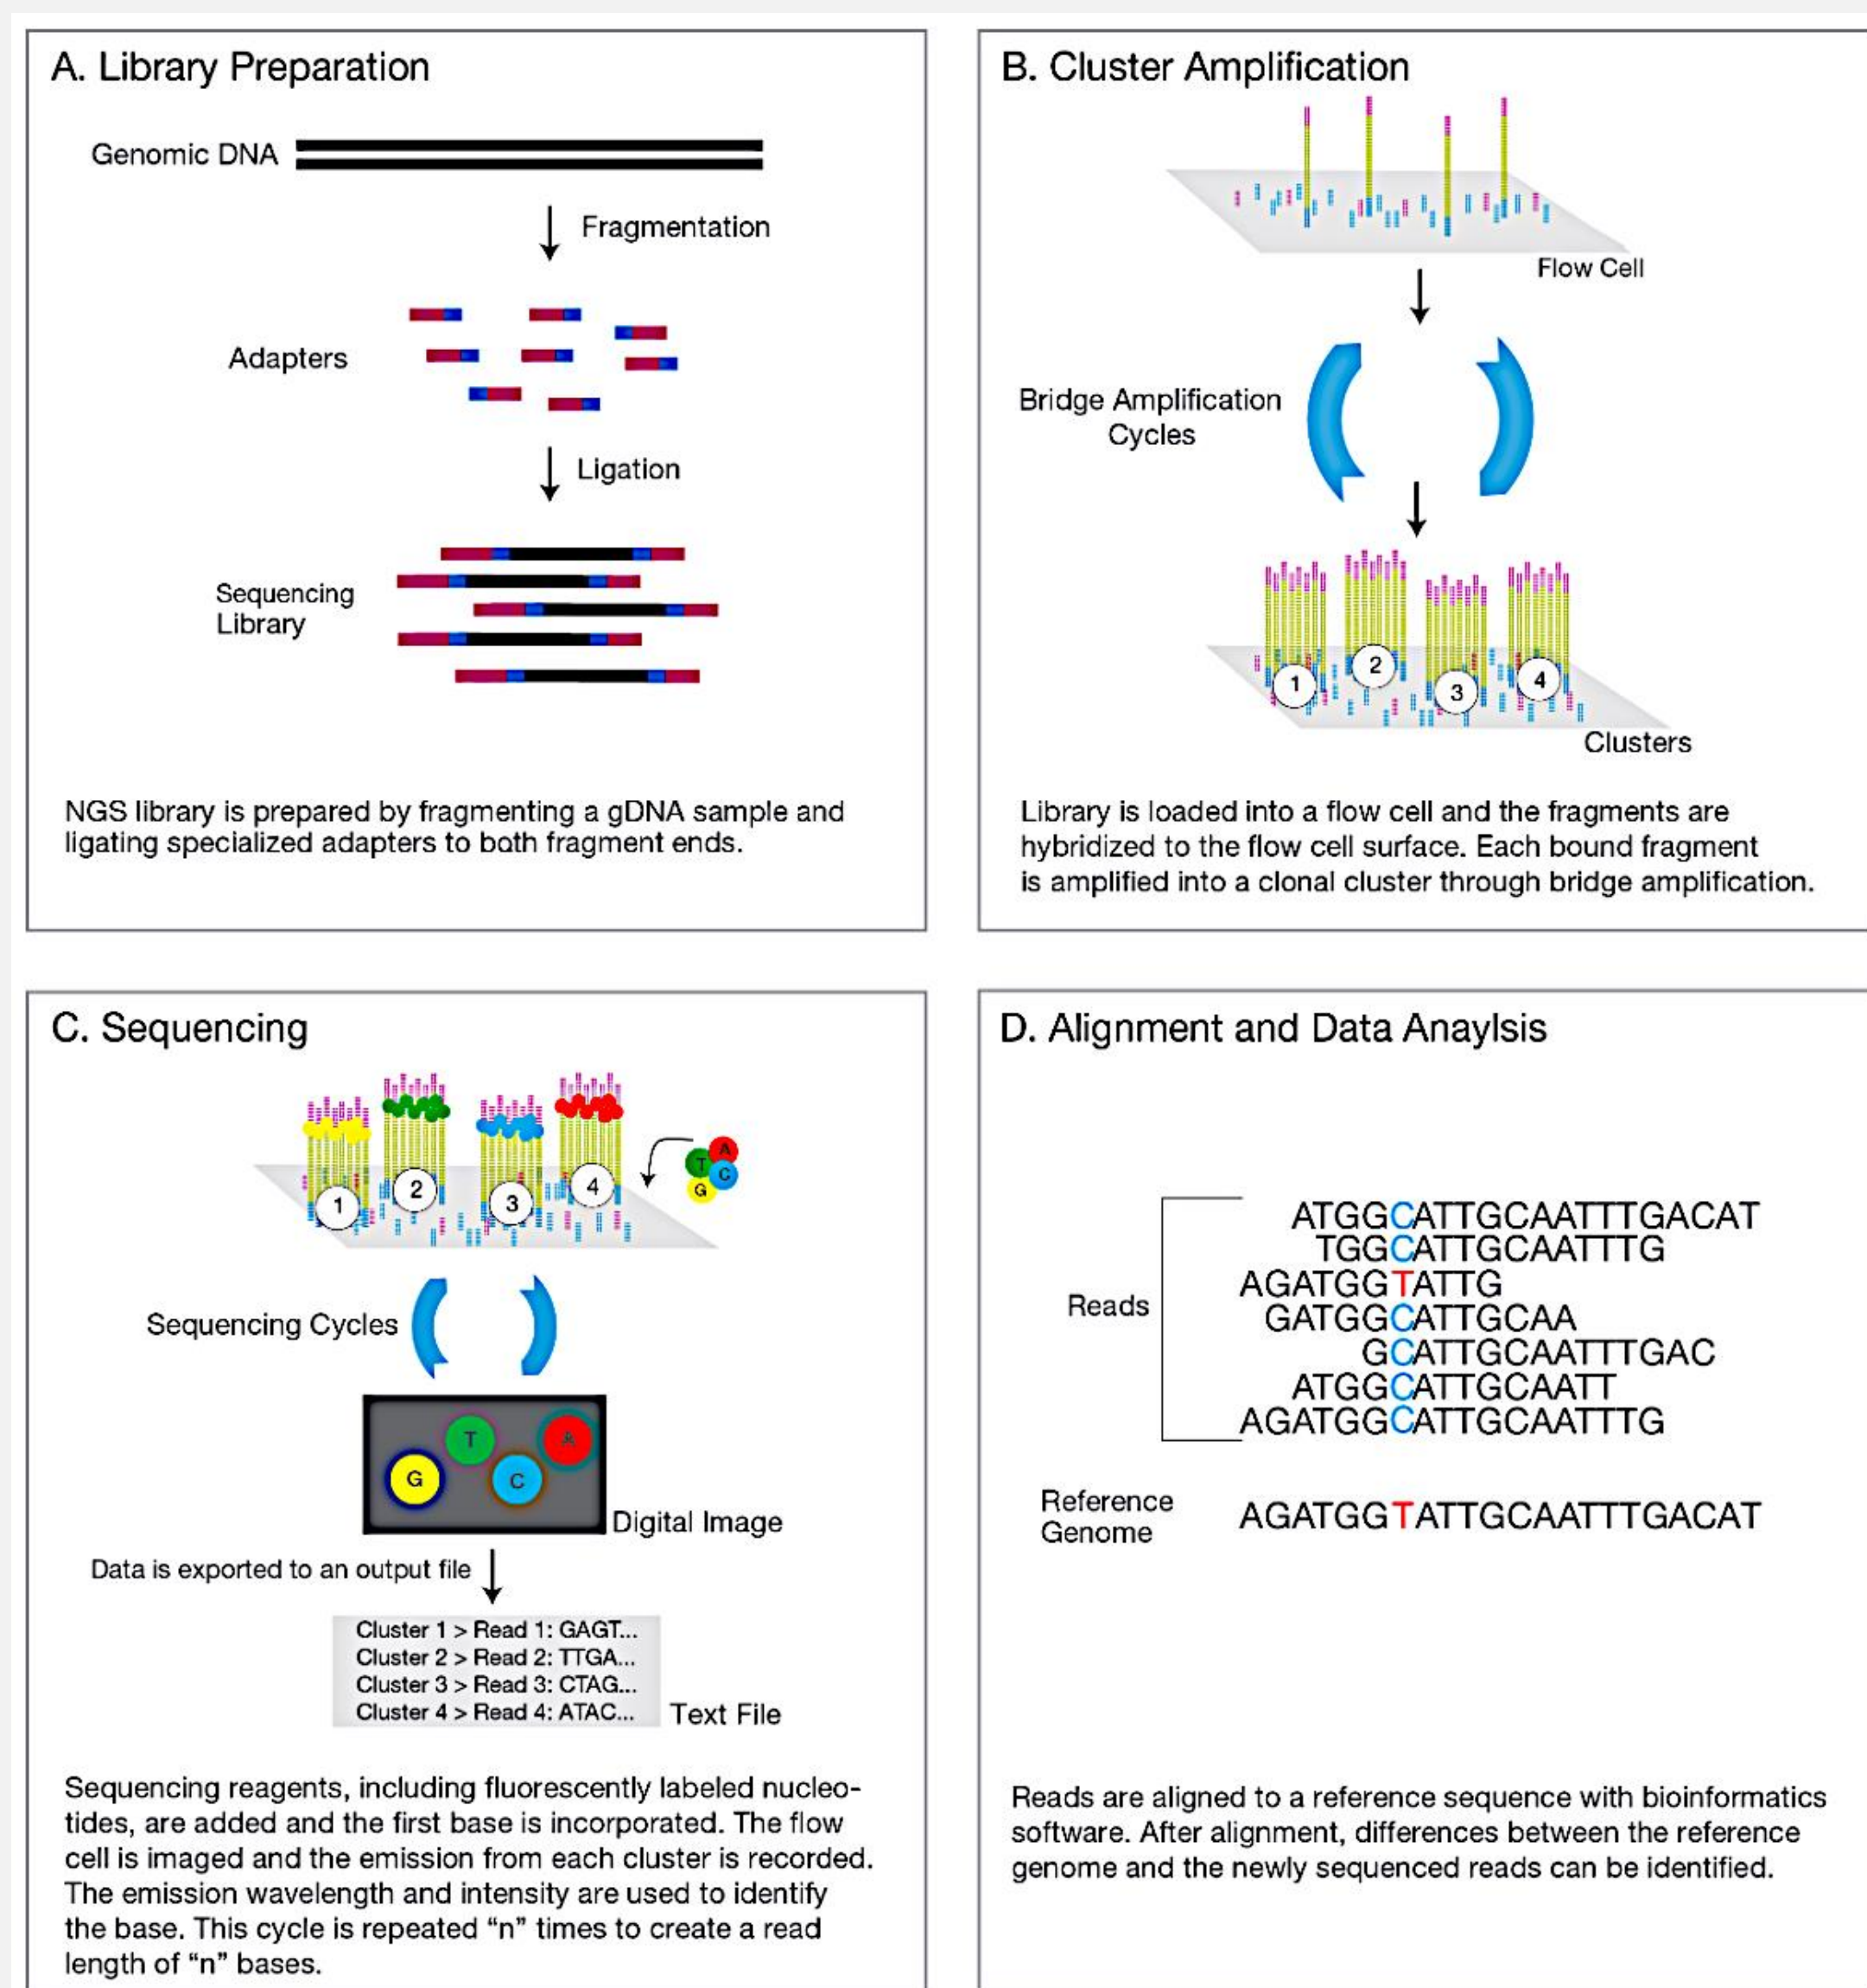 A. Library Preparation
Genomic DNA
Fragmentation
Adapters
Ligation
Sequencing
Library
NGS library is prepared by fragmenting a gDNA sample and
ligating specialized adapters to both fragment ends.
B. Cluster Amplification
Flow Cell
Bridge Amplification
Cycles
1
2
3
4
Clusters
Library is loaded into a flow cell and the fragments are
hybridized to the flow cell surface. Each bound fragment
is amplified into a clonal cluster through bridge amplification.
C. Sequencing
1
2
3
4
A
T
C
G
Sequencing Cycles
T
A
G
C
Digital Image
Data is exported to an output file
Cluster 1 > Read 1: GAGT...
Cluster 2 > Read 2: TTGA...
Cluster 3 > Read 3: CTAG...
Cluster 4 > Read 4: ATAC...
Text File
Sequencing reagents, including fluorescently labeled nucleo-
tides, are added and the first base is incorporated. The flow
cell is imaged and the emission from each cluster is recorded.
The emission wavelength and intensity are used to identify
the base. This cycle is repeated “n” times to create a read
length of “n” bases.
D. Alignment and Data Anaylsis
Reads
ATGGCATTGCAATTTGACAT
TGGCATTGCAATTTG
AGATGGTATTG
GATGGCATTGCAA
GCATTGCAATTTGAC
ATGGCATTGCAATT
AGATGGCATTGCAATTTG
Reference
Genome
AGATGGTATTGCAATTTGACAT
Reads are aligned to a reference sequence with bioinformatics
software. After alignment, differences between the reference
genome and the newly sequenced reads can be identified.